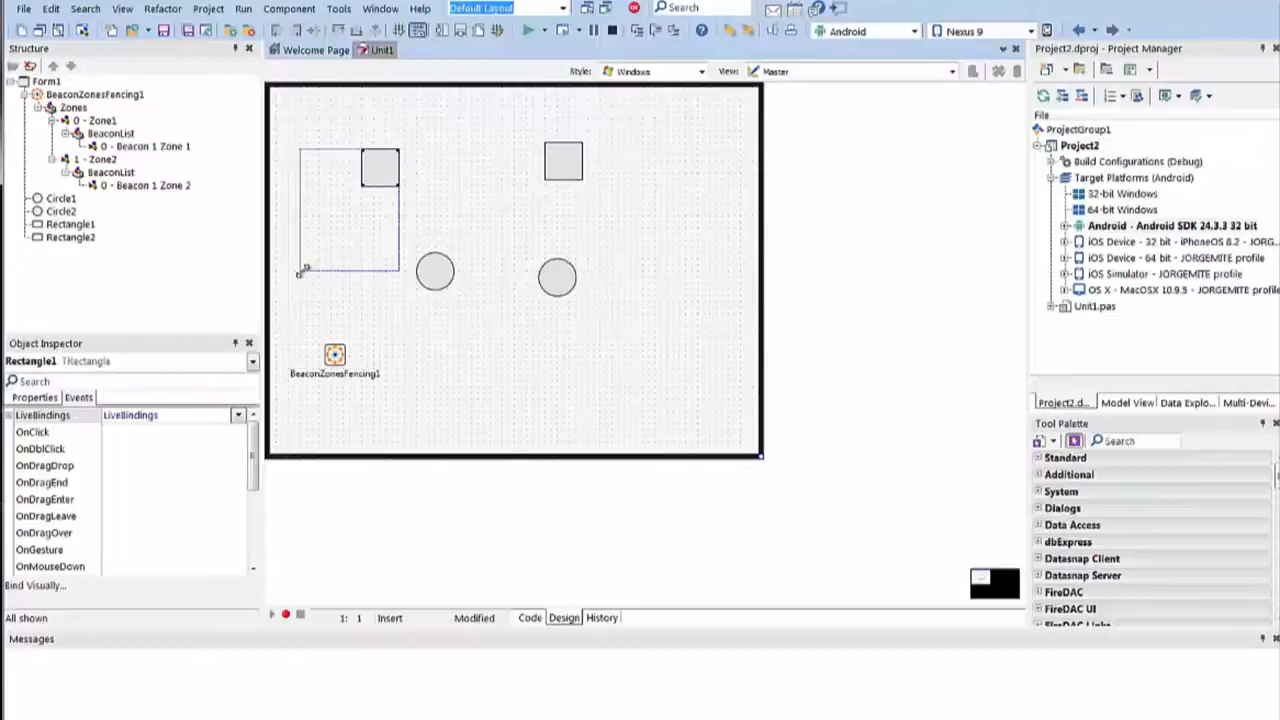 File Edit Search View Refactor Project Run Component Tools Window Help Default Layout Search
Android Nexus 9
Structure
Welcome Page Unit1
Project2.dproj - Project Manager
Style: Windows View: Master
Form1
BeaconZonesFencing1
Zones
0 - Zone1
BeaconList
0 - Beacon 1 Zone 1
1 - Zone2
BeaconList
0 - Beacon 1 Zone 2
Circle1
Circle2
Rectangle1
Rectangle2
BeaconZonesFencing1
File
ProjectGroup1
Project2
Build Configurations (Debug)
Target Platforms (Android)
32-bit Windows
64-bit Windows
Android - Android SDK 24.3.3 32 bit
iOS Device - 32 bit - iPhoneOS 8.2 - JORG...
iOS Device - 64 bit - JORGEMITE profile
iOS Simulator - JORGEMITE profile
OS X - MacOSX 10.9.5 - JORGEMITE profile
Unit1.pas
Object Inspector
Rectangle1 TRectangle
Search
Properties Events
LiveBindings LiveBindings
OnClick
OnDblClick
OnDragDrop
OnDragEnd
OnDragEnter
OnDragLeave
OnDragOver
OnGesture
OnMouseDown
Bind Visually...
All shown
Project2.d... Model View Data Explo... Multi-Devi...
Tool Palette
Search
Standard
Additional
System
Dialogs
Data Access
dbExpress
Datasnap Client
Datasnap Server
FireDAC
FireDAC UI
FireDAC Links
1: 1 Insert Modified Code Design History
Messages